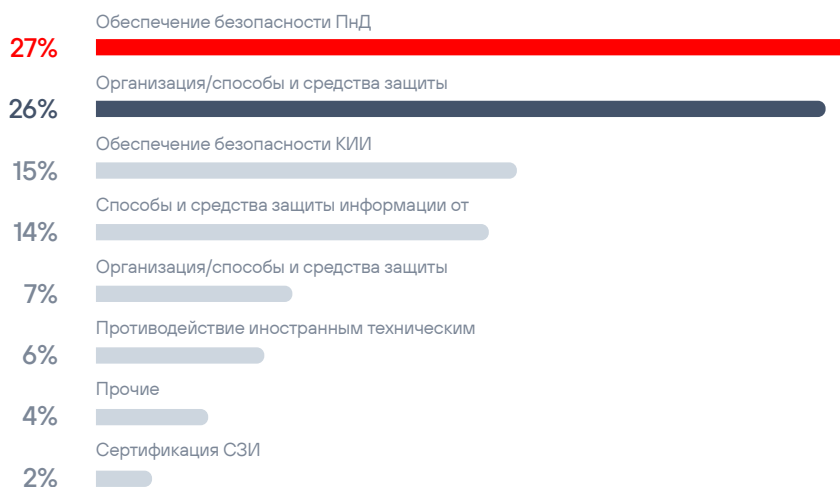 Обеспечение безопасности ПнД
27%
Организация/способы и средства защиты
26%
Обеспечение безопасности КИИ
15%
Способы и средства защиты информации от
14%
Организация/способы и средства защиты
7%
Противодействие иностранным техническим
6%
Прочие
4%
Сертификация СЗИ
2%